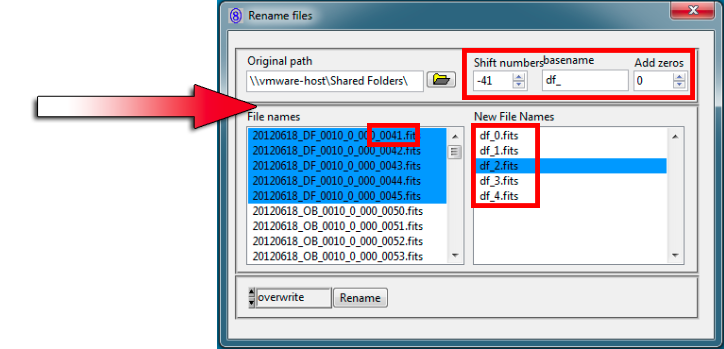 Rename files
Original path
Shift numbers basename Add zeros
\\vmware-host\Shared Folders\ -41 df_ 0
File names New File Names
20120618_DF_0010_0_000_0041.fits df_0.fits
20120618_DF_0010_0_000_0042.fits df_1.fits
20120618_DF_0010_0_000_0043.fits df_2.fits
20120618_DF_0010_0_000_0044.fits df_3.fits
20120618_DF_0010_0_000_0045.fits df_4.fits
20120618_OB_0010_0_000_0050.fits
20120618_OB_0010_0_000_0051.fits
20120618_OB_0010_0_000_0052.fits
20120618_OB_0010_0_000_0053.fits
overwrite Rename